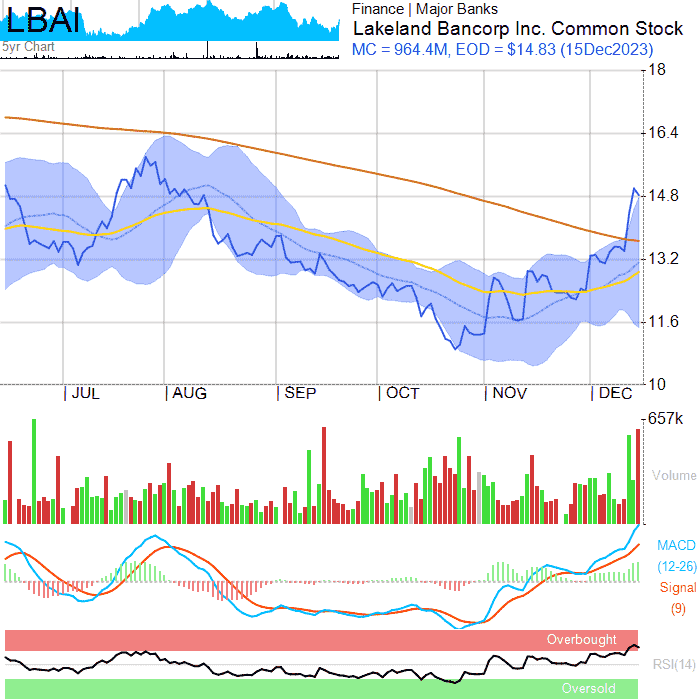 LBAI
5yr Chart
Finance | Major Banks
Lakeland Bancorp Inc. Common Stock
MC = 964.4M, EOD = $14.83 (15Dec2023)
18
16.4
14.8
13.2
11.6
10
JUL AUG SEP OCT NOV DEC
657k
Volume
MACD
(12-26)
Signal
(9)
Overbought
RSI(14)
Oversold